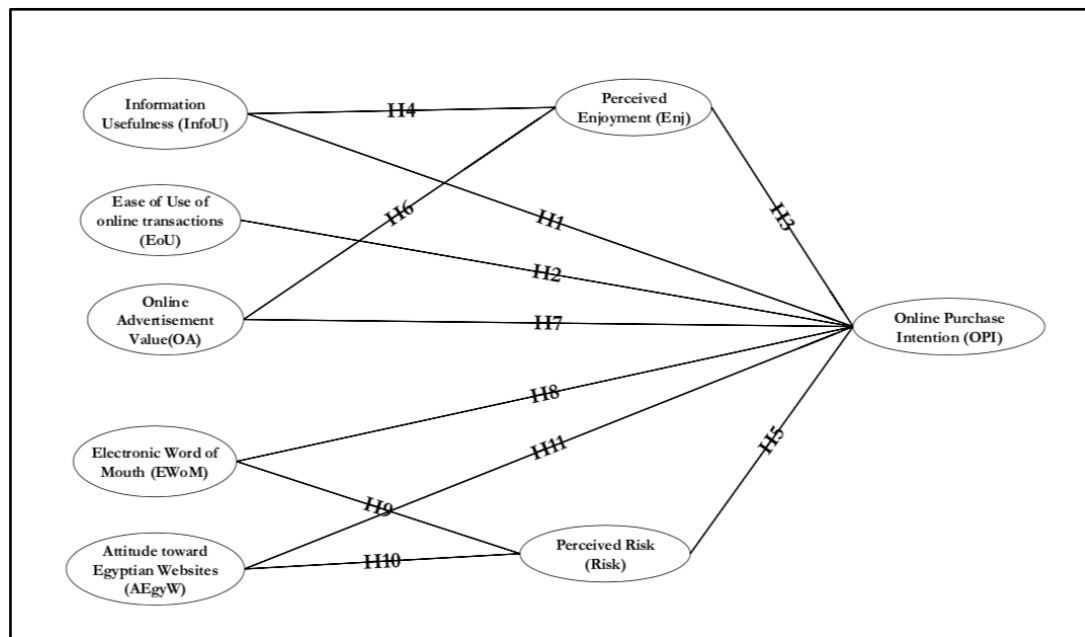 Information
Usefulness (InfoU)
H4
Perceived
Enjoyment (Enj)
Ease of Use of
online transactions
(EoU)
H6
H1
H3
H2
Online
Advertisement
Value(OA)
H7
Online Purchase
Intention (OPI)
H8
H11
H5
Electronic Word of
Mouth (EWoM)
H9
Attitude toward
Egyptian Websites
(AEgyW)
H10
Perceived Risk
(Risk)